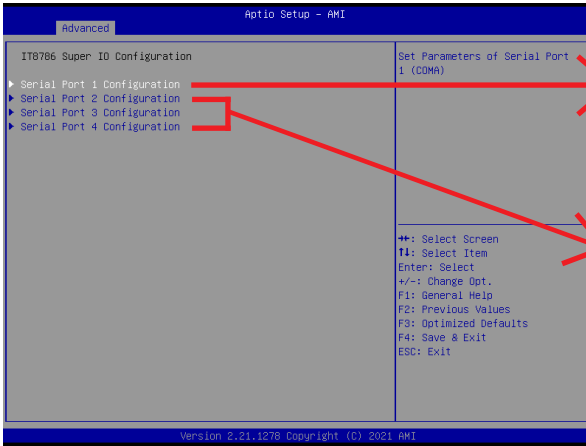 Aptio Setup – AMI
Advanced
IT8786 Super IO Configuration
Serial Port 1 Configuration
Serial Port 2 Configuration
Serial Port 3 Configuration
Serial Port 4 Configuration
Set Parameters of Serial Port
1 (COMA)
→←: Select Screen
↑↓: Select Item
Enter: Select
+/-: Change Opt.
F1: General Help
F2: Previous Values
F3: Optimized Defaults
F4: Save & Exit
ESC: Exit
Version 2.21.1278 Copyright (C) 2021 AMI